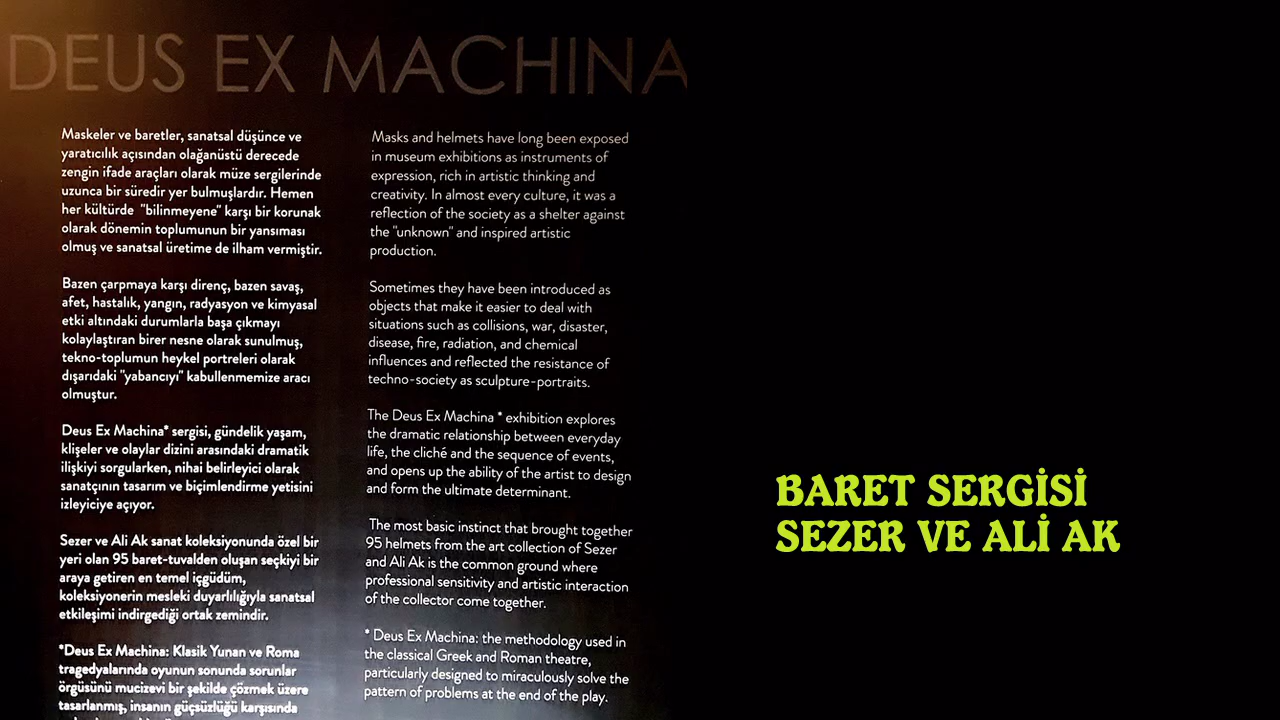 DEUS EX MACHINA
Maskeler ve baretler, sanatsal düşünce ve
yaratıcılık açısından olağanüstü derecede
zengin ifade araçları olarak müze sergilerinde
uzunca bir süredir yer bulmuşlardır. Hemen
her kültürde "bilinmeyene" karşı bir korunak
olarak dönemin toplumunun bir yansıması
olmuş ve sanatsal üretime de ilham vermiştir.
Bazen çarpmaya karşı direnç, bazen savaş,
afet, hastalık, yangın, radyasyon ve kimyasal
etki altındaki durumlarla başa çıkmayı
kolaylaştıran birer nesne olarak sunulmuş,
tekno-toplumun heykel portreleri olarak
dışarıdaki "yabancıyı" kabullenmemize aracı
olmuştur.
Deus Ex Machina* sergisi, gündelik yaşam,
klişeler ve olaylar dizini arasındaki dramatik
ilişkiyi sorgularken, nihai belirleyici olarak
sanatçının tasarım ve biçimlendirme yetisini
izleyiciye açıyor.
Sezer ve Ali Ak sanat koleksiyonunda özel bir
yeri olan 95 baret-tuvalden oluşan seçkiyi bir
araya getiren en temel içgüdüm,
koleksiyonerin mesleki duyarlılığıyla sanatsal
etkileşimi indirgediği ortak zemindir.
*Deus Ex Machina: Klasik Yunan ve Roma
tragedyalarında oyunun sonunda sorunlar
örgüsünü mucizevi bir şekilde çözmek üzere
tasarlanmış, insanın güçsüzlüğü karşısında
Masks and helmets have long been exposed
in museum exhibitions as instruments of
expression, rich in artistic thinking and
creativity. In almost every culture, it was a
reflection of the society as a shelter against
the "unknown" and inspired artistic
production.
Sometimes they have been introduced as
objects that make it easier to deal with
situations such as collisions, war, disaster,
disease, fire, radiation, and chemical
influences and reflected the resistance of
techno-society as sculpture-portraits.
The Deus Ex Machina * exhibition explores
the dramatic relationship between everyday
life, the cliché and the sequence of events,
and opens up the ability of the artist to design
and form the ultimate determinant.
The most basic instinct that brought together
95 helmets from the art collection of Sezer
and Ali Ak is the common ground where
professional sensitivity and artistic interaction
of the collector come together.
* Deus Ex Machina: the methodology used in
the classical Greek and Roman theatre,
particularly designed to miraculously solve the
pattern of problems at the end of the play.
BARET SERGİSİ
SEZER VE ALİ AK